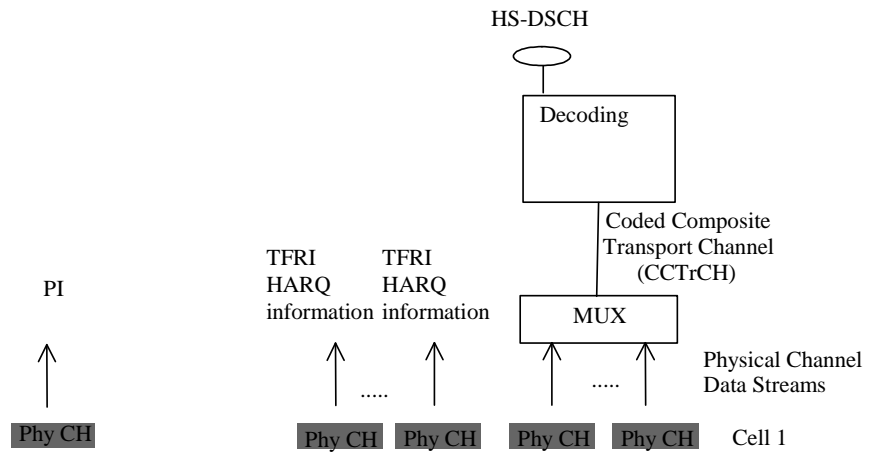 HS-DSCH
Decoding
Coded Composite
Transport Channel
(CCTrCH)
TFRI
HARQ
information
TFRI
HARQ
information
PI
MUX
Physical Channel
Data Streams
.....
.....
Phy CH
Phy CH
Phy CH
Phy CH
Phy CH
Cell 1